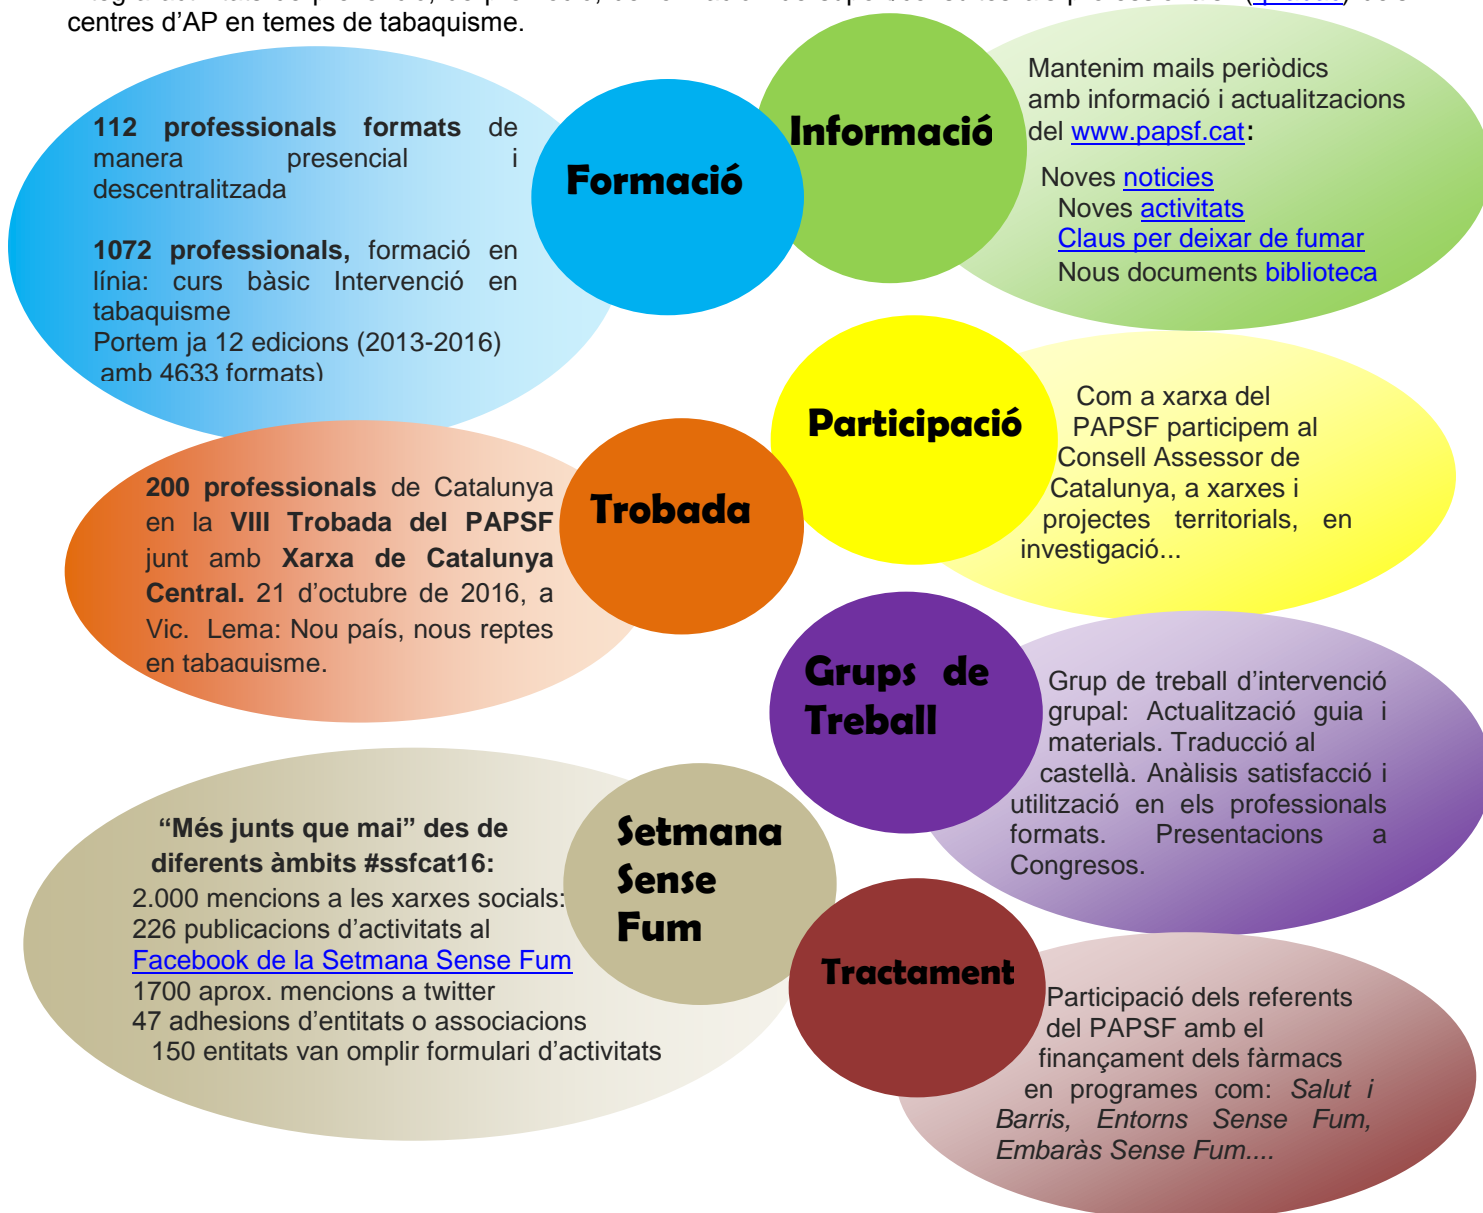 centres d’AP en temes de tabaquisme.
112 professionals formats de
manera presencial i
descentralitzada
1072 professionals, formació en
línia: curs bàsic Intervenció en
tabaquisme
Portem ja 12 edicions (2013-2016)
amb 4633 formats)
Formació
Informació
Mantenim mails periòdics
amb informació i actualitzacions
del www.papsf.cat:
Noves noticies
Noves activitats
Claus per deixar de fumar
Nous documents biblioteca
Participació
Com a xarxa del
PAPSF participem al
Consell Assessor de
Catalunya, a xarxes i
projectes territorials, en
investigació...
200 professionals de Catalunya
en la VIII Trobada del PAPSF
junt amb Xarxa de Catalunya
Central. 21 d’octubre de 2016, a
Vic. Lema: Nou país, nous reptes
en tabaquisme.
Trobada
Grups de
Treball
Grup de treball d’intervenció
grupal: Actualització guia i
materials. Traducció al
castellà. Anàlisis satisfacció i
utilització en els professionals
formats. Presentacions a
Congresos.
“Més junts que mai” des de
diferents àmbits #ssfcat16:
2.000 mencions a les xarxes socials:
226 publicacions d’activitats al
Facebook de la Setmana Sense Fum
1700 aprox. mencions a twitter
47 adhesions d’entitats o associacions
150 entitats van omplir formulari d’activitats
Setmana
Sense
Fum
Tractament
Participació dels referents
del PAPSF amb el
finançament dels fàrmacs
en programes com: Salut i
Barris, Entorns Sense Fum,
Embaràs Sense Fum....